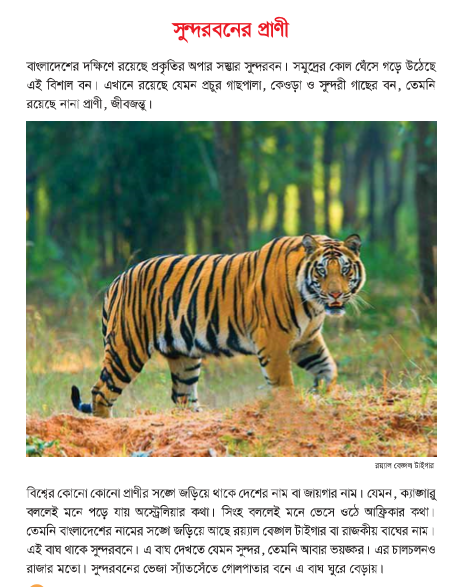 সুন্দরবনের প্রাণী
বাংলাদেশের দক্ষিণে রয়েছে প্রকৃতির অপার সম্ভার সুন্দরবন। সমুদ্রের কোল ঘেঁসে গড়ে উঠেছে
এই বিশাল বন। এখানে রয়েছে যেমন প্রচুর গাছপালা, কেওড়া ও সুন্দরী গাছের বন, তেমনি
রয়েছে নানা প্রাণী, জীবজন্তু।
রয়্যাল বেঙ্গল টাইগার
বিশ্বের কোনো কোনো প্রাণীর সঙ্গে জড়িয়ে থাকে দেশের নাম বা জায়গার নাম। যেমন, ক্যাঙ্গারু
বললেই মনে পড়ে যায় অস্ট্রেলিয়ার কথা। সিংহ বললেই মনে ভেসে ওঠে আফ্রিকার কথা।
তেমনি বাংলাদেশের নামের সঙ্গে জড়িয়ে আছে রয়্যাল বেঙ্গল টাইগার বা রাজকীয় বাঘের নাম।
এই বাঘ থাকে সুন্দরবনে। এ বাঘ দেখতে যেমন সুন্দর, তেমনি আবার ভয়ঙ্কর। এর চালচলনও
রাজার মতো। সুন্দরবনের ভেজা স্যাঁতসেঁতে গোলপাতার বনে এ বাঘ ঘুরে বেড়ায়।